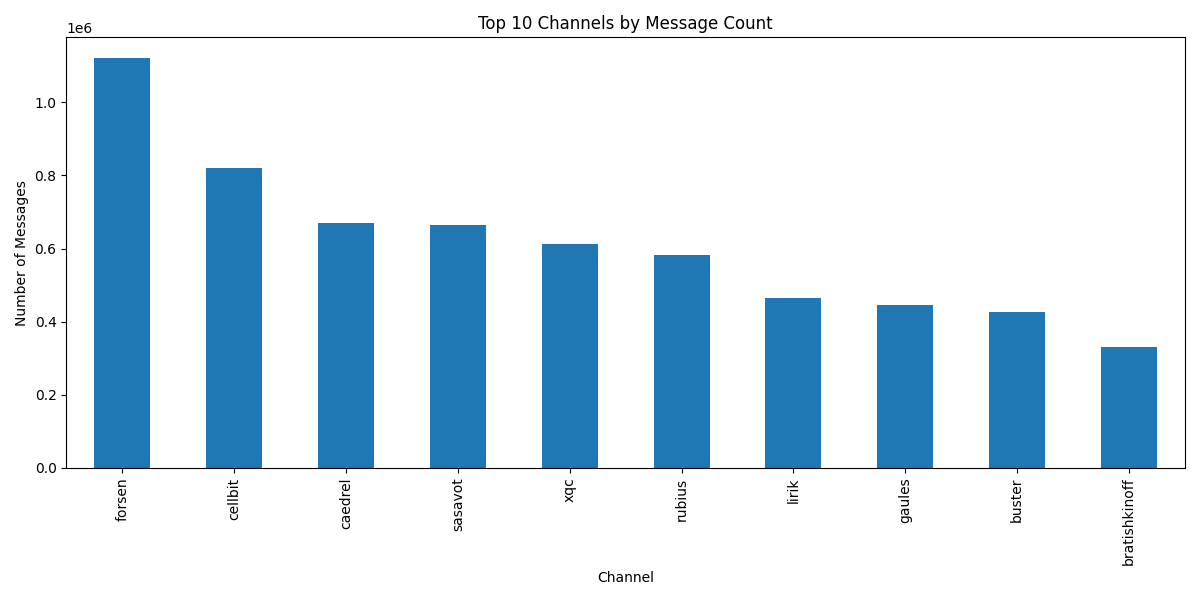 Top 10 Channels by Message Count
1e6
1.0
0.8
0.6
0.4
0.2
0.0
Number of Messages
forsen
cellbit
caedrel
sasavot
xqc
rubius
lirik
gaules
buster
bratishkinoff
Channel